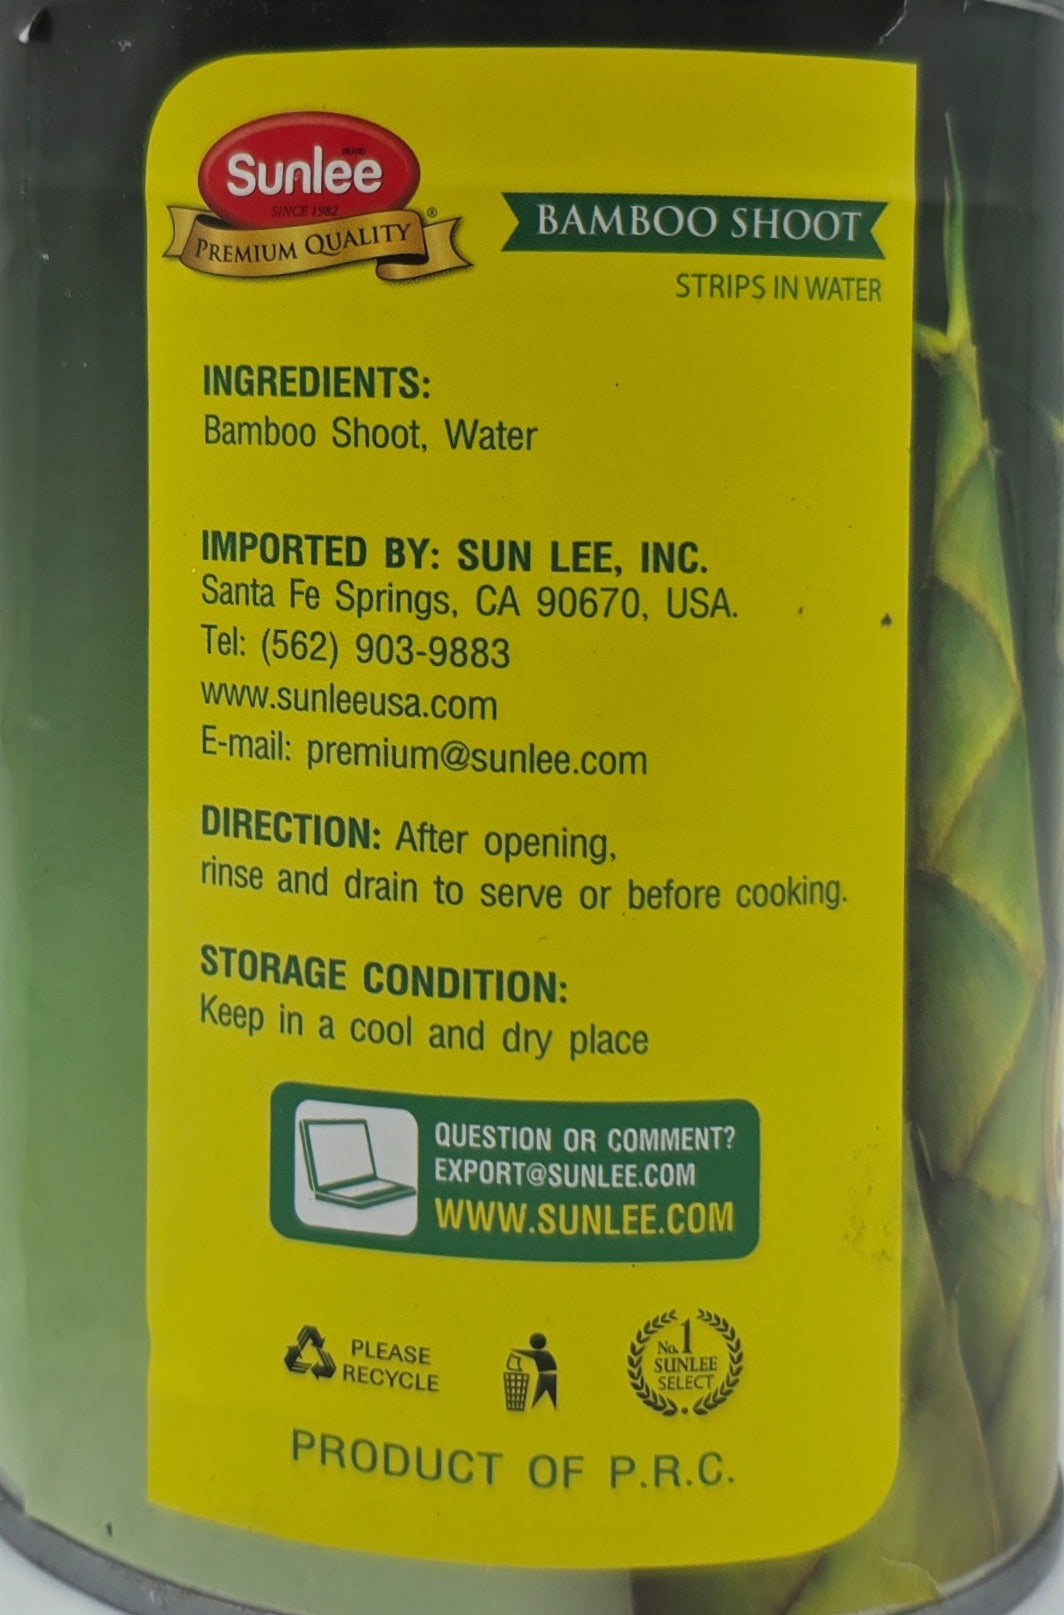 BRAND
Sunlee
SINCE 1982
®
PREMIUM QUALITY
BAMBOO SHOOT
STRIPS IN WATER
INGREDIENTS:
Bamboo Shoot, Water
IMPORTED BY: SUN LEE, INC.
Santa Fe Springs, CA 90670, USA.
Tel: (562) 903-9883
www.sunleeusa.com
E-mail: premium@sunlee.com
DIRECTION: After opening,
rinse and drain to serve or before cooking.
STORAGE CONDITION:
Keep in a cool and dry place
QUESTION OR COMMENT?
EXPORT@SUNLEE.COM
WWW.SUNLEE.COM
PLEASE
RECYCLE
No.1
SUNLEE
SELECT
PRODUCT OF P.R.C.